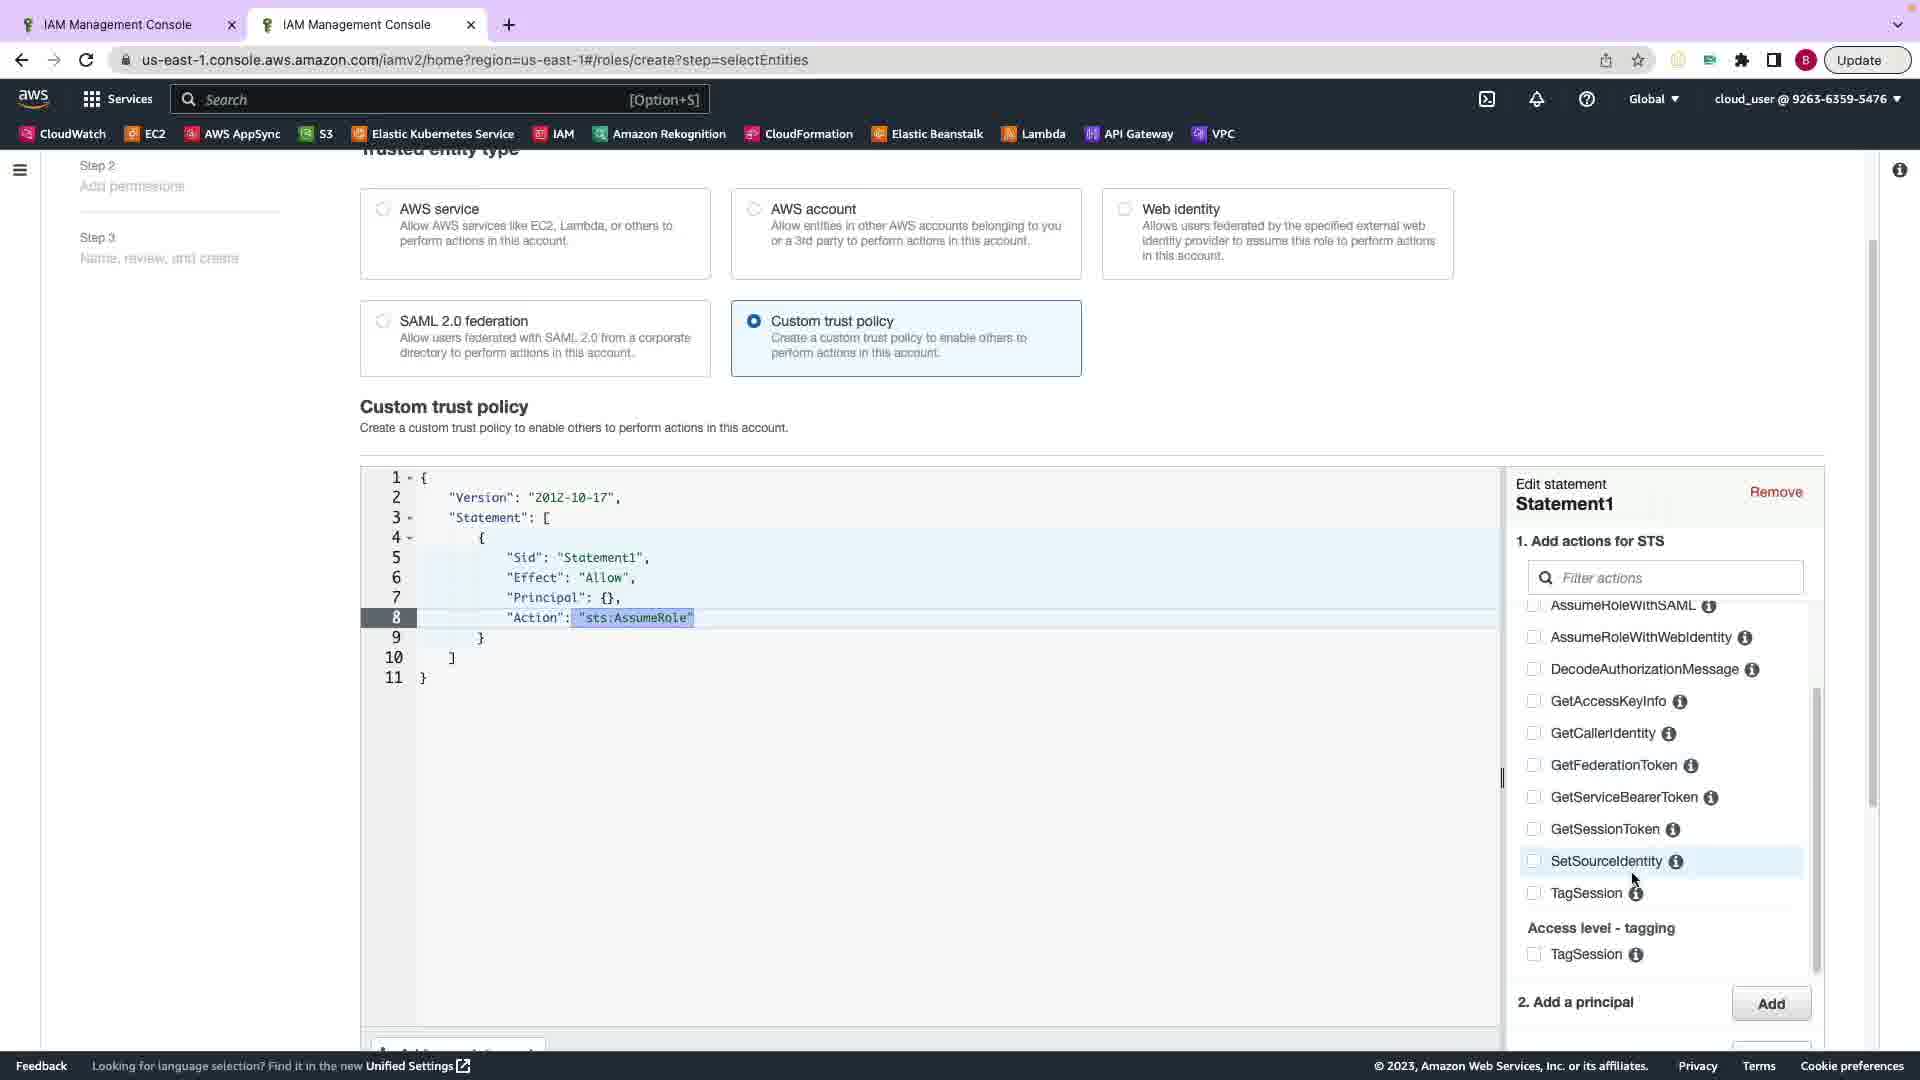 IAM Management Console
IAM Management Console
us-east-1.console.aws.amazon.com/iamv2/home?region=us-east-1#/roles/create?step=selectEntities
B
Update
aws
Services
Search
[Option+S]
Global
cloud_user @ 9263-6359-5476
CloudWatch
EC2
AWS AppSync
S3
Elastic Kubernetes Service
IAM
Amazon Rekognition
CloudFormation
Elastic Beanstalk
Lambda
API Gateway
VPC
Step 2
Add permissions
Step 3
Name, review, and create
Trusted entity type
AWS service
Allow AWS services like EC2, Lambda, or others to
perform actions in this account.
AWS account
Allow entities in other AWS accounts belonging to you
or a 3rd party to perform actions in this account.
Web identity
Allows users federated by the specified external web
identity provider to assume this role to perform actions
in this account.
SAML 2.0 federation
Allow users federated with SAML 2.0 from a corporate
directory to perform actions in this account.
Custom trust policy
Create a custom trust policy to enable others to
perform actions in this account.
Custom trust policy
Create a custom trust policy to enable others to perform actions in this account.
1 {
2 "Version": "2012-10-17",
3 "Statement": [
4 {
5 "Sid": "Statement1",
6 "Effect": "Allow",
7 "Principal": {},
8 "Action": "sts:AssumeRole"
9 }
10 ]
11 }
Edit statement
Statement1
Remove
1. Add actions for STS
Filter actions
AssumeRoleWithSAML
AssumeRoleWithWebIdentity
DecodeAuthorizationMessage
GetAccessKeyInfo
GetCallerIdentity
GetFederationToken
GetServiceBearerToken
GetSessionToken
SetSourceIdentity
TagSession
Access level - tagging
TagSession
2. Add a principal
Add
Feedback
Looking for language selection? Find it in the new Unified Settings
© 2023, Amazon Web Services, Inc. or its affiliates.
Privacy
Terms
Cookie preferences